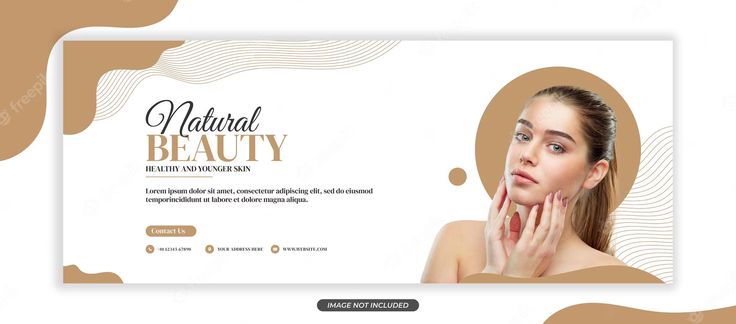 Natural
BEAUTY
HEALTHY AND YOUNGER SKIN
Lorem ipsum dolor sit amet, consectetur adipiscing elit, sed do eiusmod
temporincididunt ut labore et dolore magna aliqua.
Contact Us
YOUR ADDRESS HERE
WWW.WEBSITE.COM
IMAGE NOT INCLUDED
freepik